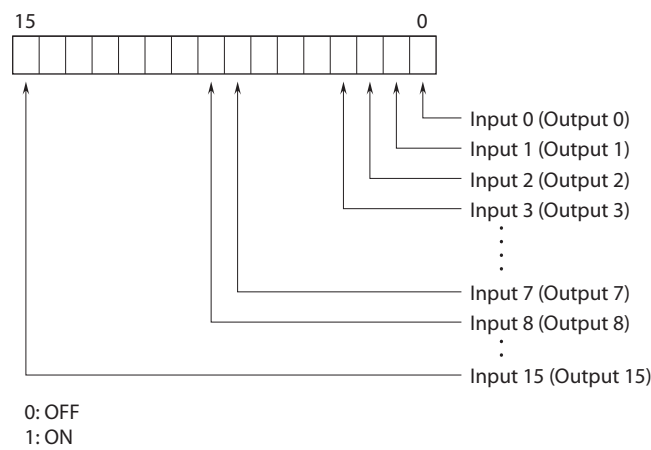 15 0
Input 0 (Output 0)
Input 1 (Output 1)
Input 2 (Output 2)
Input 3 (Output 3)
Input 7 (Output 7)
Input 8 (Output 8)
Input 15 (Output 15)
0: OFF
1: ON